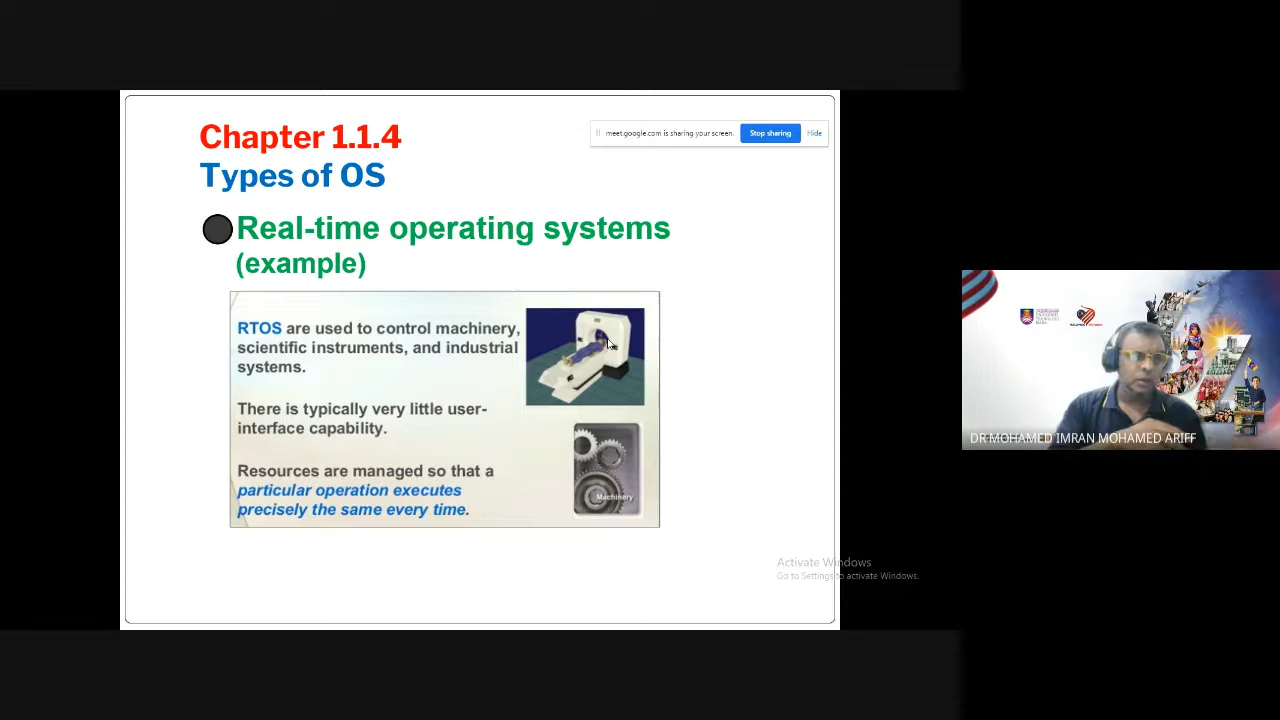 Chapter 1.1.4
Types of OS
meet.google.com is sharing your screen.
Stop sharing
Hide
Real-time operating systems
(example)
RTOS are used to control machinery,
scientific instruments, and industrial
systems.
There is typically very little user-
interface capability.
Resources are managed so that a
particular operation executes
precisely the same every time.
Machinery
Activate Windows
Go to Settings to activate Windows.
DR MOHAMED IMRAN MOHAMED ARIFF